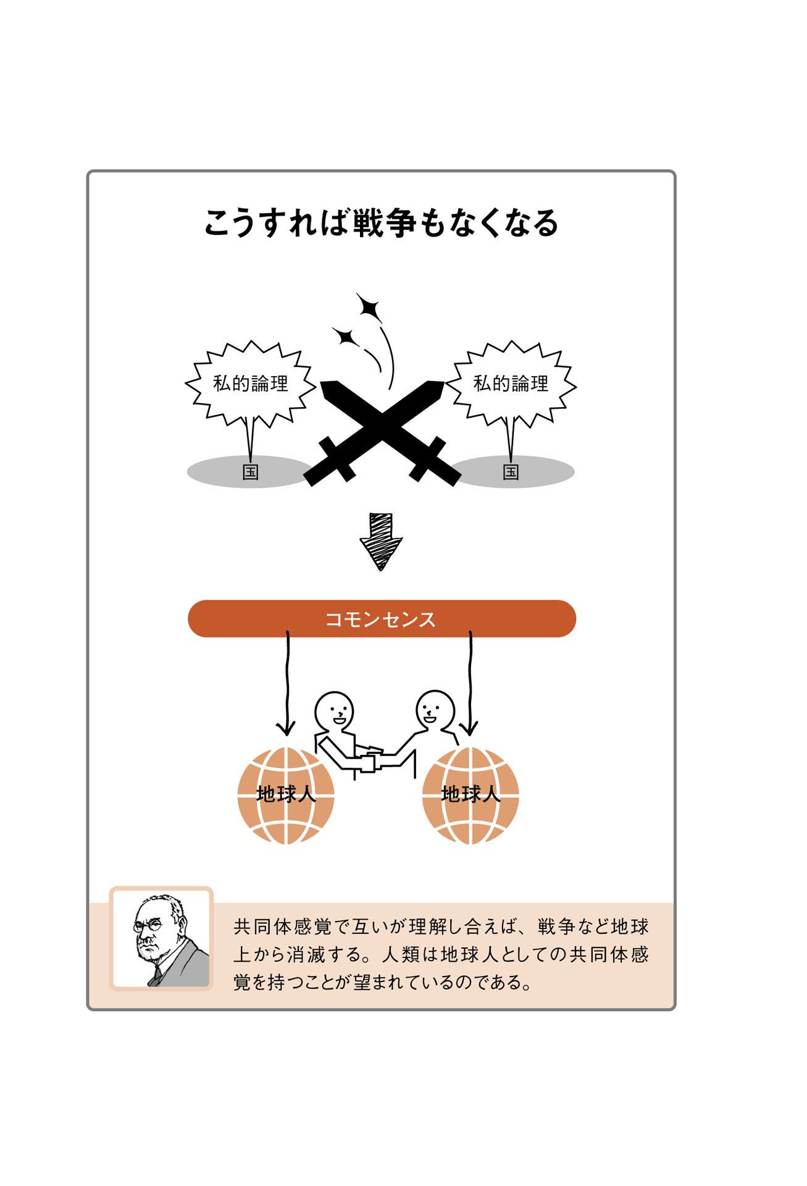 こうすれば戦争もなくなる
私的論理
私的論理
国
国
コモンセンス
地球人
地球人
共同体感覚で互いが理解し合えば、戦争など地球
上から消滅する。人類は地球人としての共同体感
覚を持つことが望まれているのである。